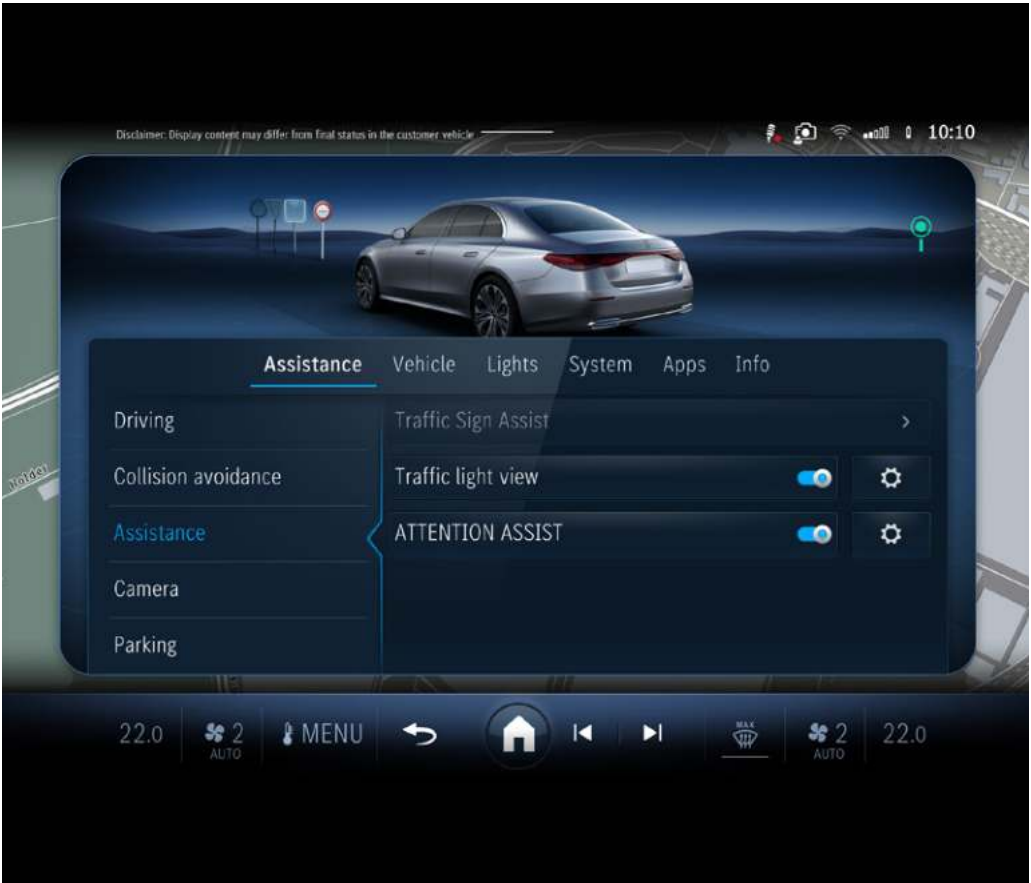 Disclaimer: Display content may differ from final status in the customer vehicle
10:10
Assistance Vehicle Lights System Apps Info
Driving
Traffic Sign Assist
Collision avoidance
Traffic light view
Assistance
ATTENTION ASSIST
Camera
Parking
22.0 2 AUTO MENU MAX 2 AUTO 22.0